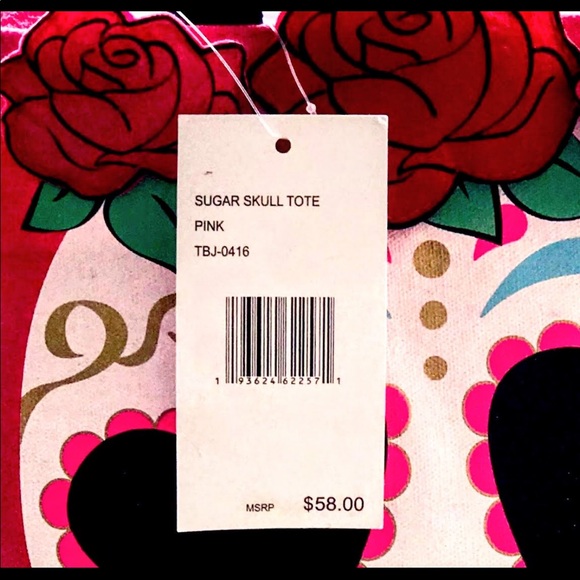 SUGAR SKULL TOTE
PINK
TBJ-0416
1 93624 62257 1
MSRP $58.00